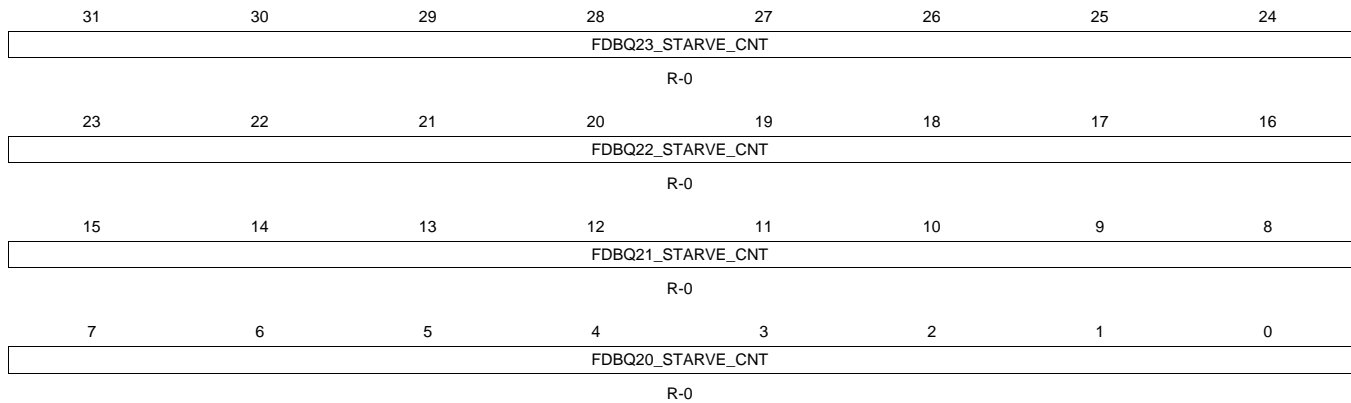 31 30 29 28 27 26 25 24
FDBQ23_STARVE_CNT
R-0
23 22 21 20 19 18 17 16
FDBQ22_STARVE_CNT
R-0
15 14 13 12 11 10 9 8
FDBQ21_STARVE_CNT
R-0
7 6 5 4 3 2 1 0
FDBQ20_STARVE_CNT
R-0